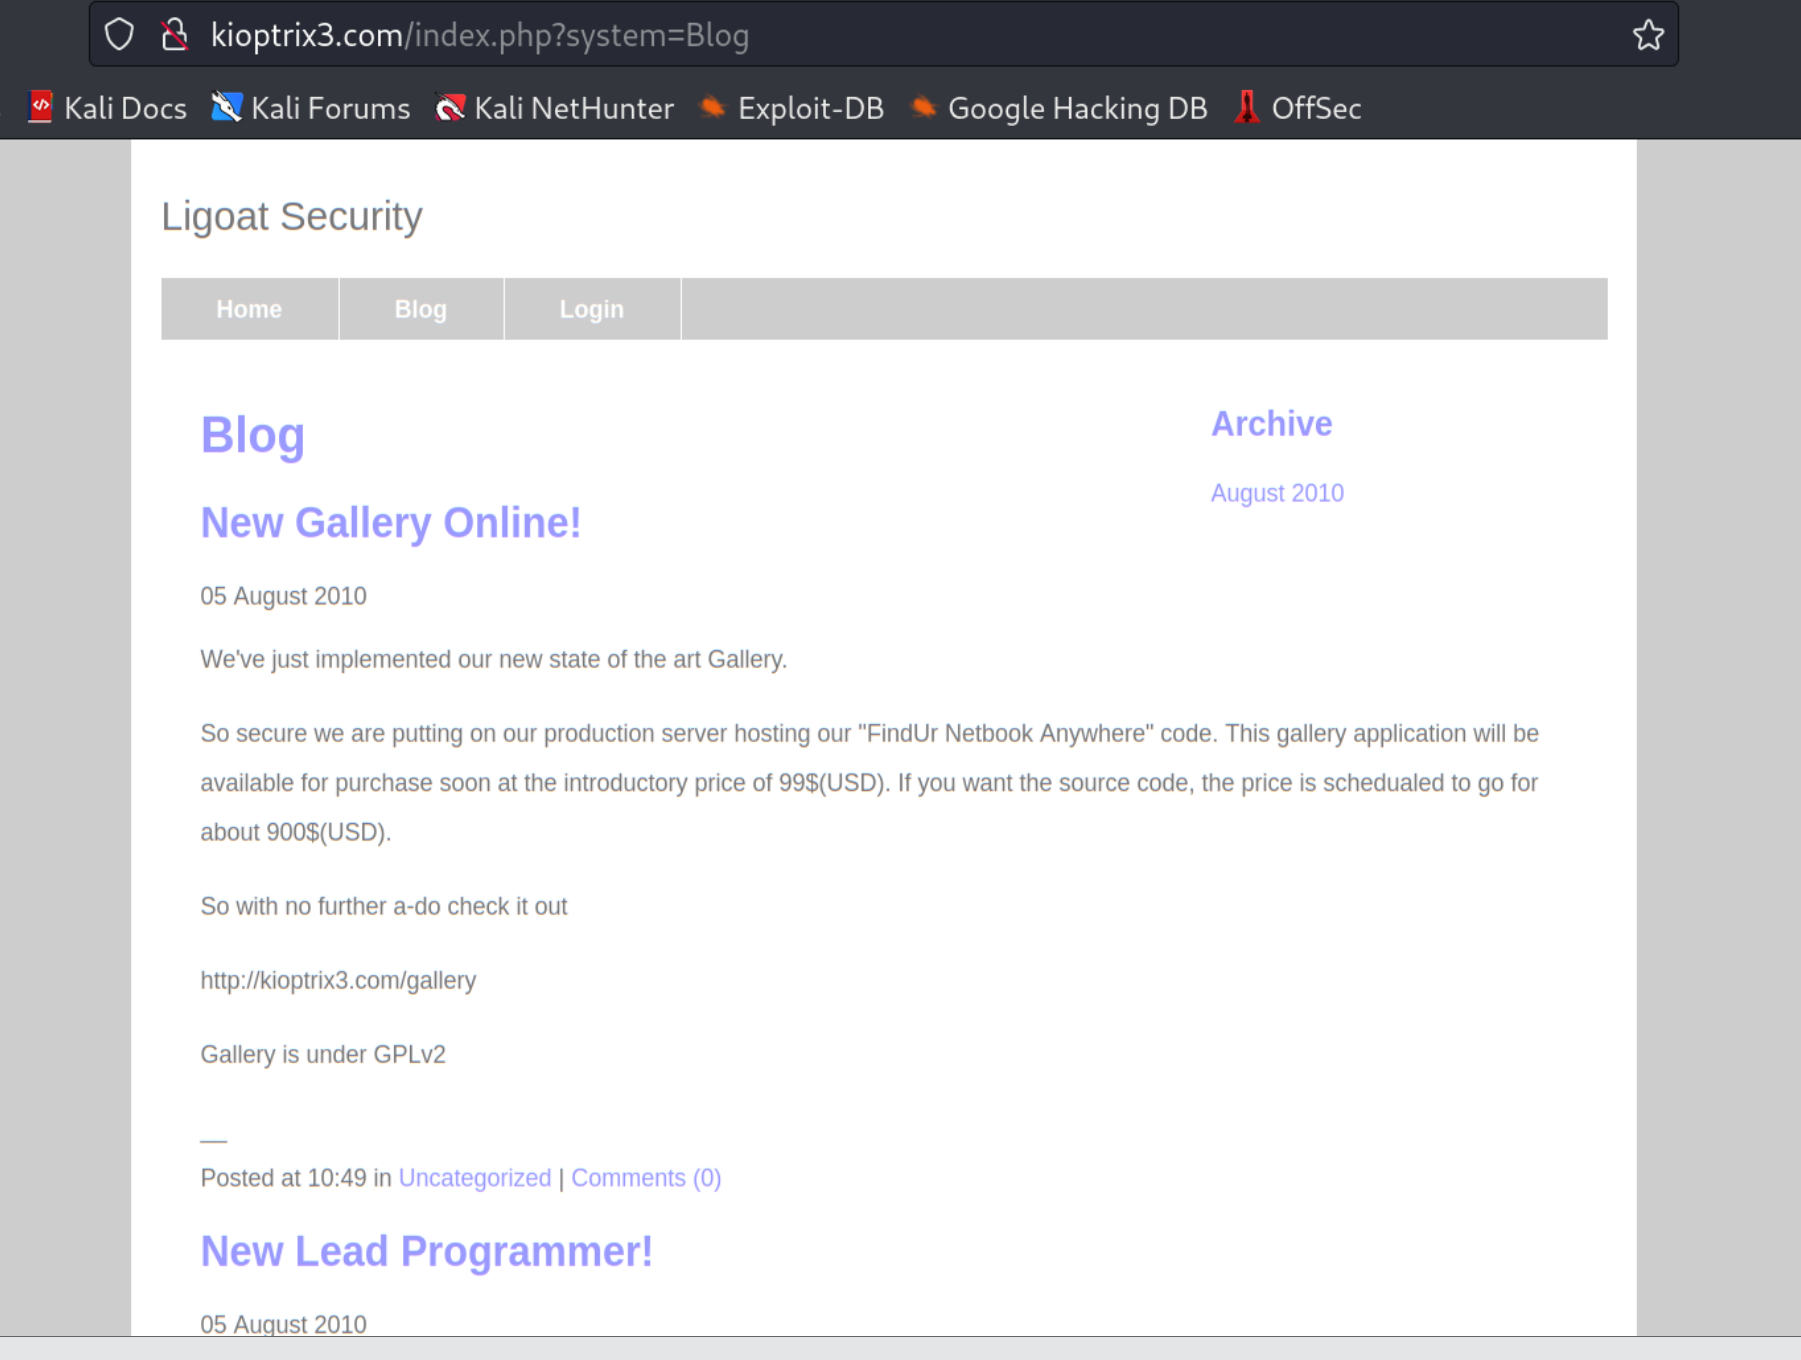 kioptrix3.com/index.php?system=Blog
Kali Docs Kali Forums Kali NetHunter Exploit-DB Google Hacking DB OffSec
Ligoat Security
Home Blog Login
Blog
New Gallery Online!
05 August 2010
We've just implemented our new state of the art Gallery.
So secure we are putting on our production server hosting our "FindUr Netbook Anywhere" code. This gallery application will be
available for purchase soon at the introductory price of 99$(USD). If you want the source code, the price is schedualed to go for
about 900$(USD).
So with no further a-do check it out
http://kioptrix3.com/gallery
Gallery is under GPLv2
__
Posted at 10:49 in Uncategorized | Comments (0)
New Lead Programmer!
05 August 2010
Archive
August 2010